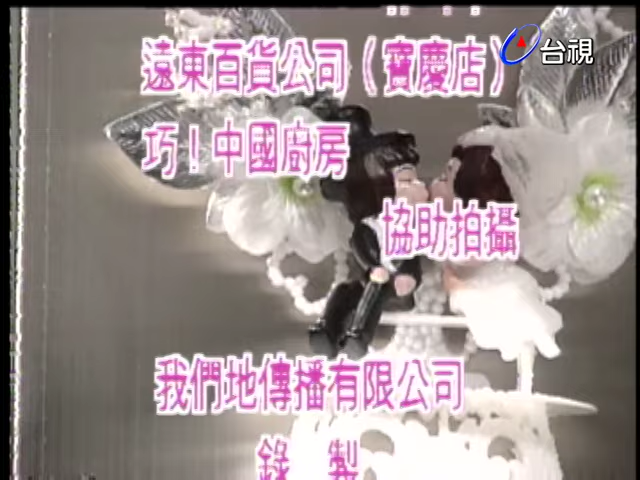 台視
遠東百貨公司（寶慶店）
巧！中國廚房
協助拍攝
我們地傳播有限公司
錄 製